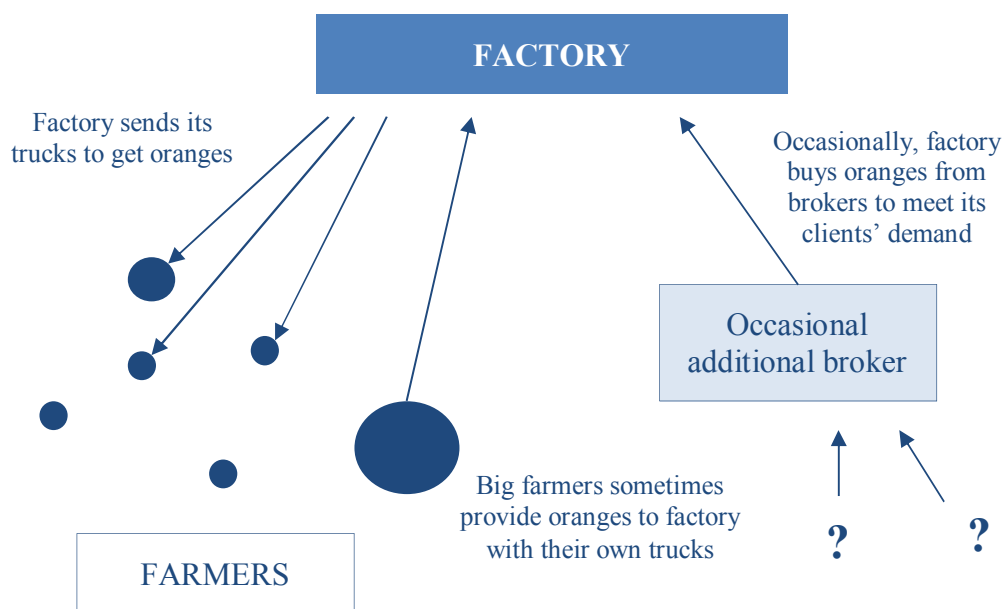 FACTORY
Factory sends its
trucks to get oranges
Occasionally, factory
buys oranges from
brokers to meet its
clients’ demand
Occasional
additional broker
Big farmers sometimes
provide oranges to factory
with their own trucks
?
?
FARMERS